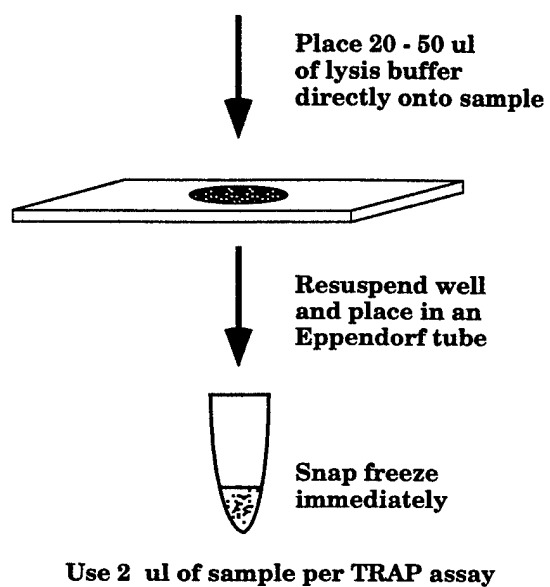 Place 20 - 50 ul
of lysis buffer
directly onto sample
Resuspend well
and place in an
Eppendorf tube
Snap freeze
immediately
Use 2 ul of sample per TRAP assay